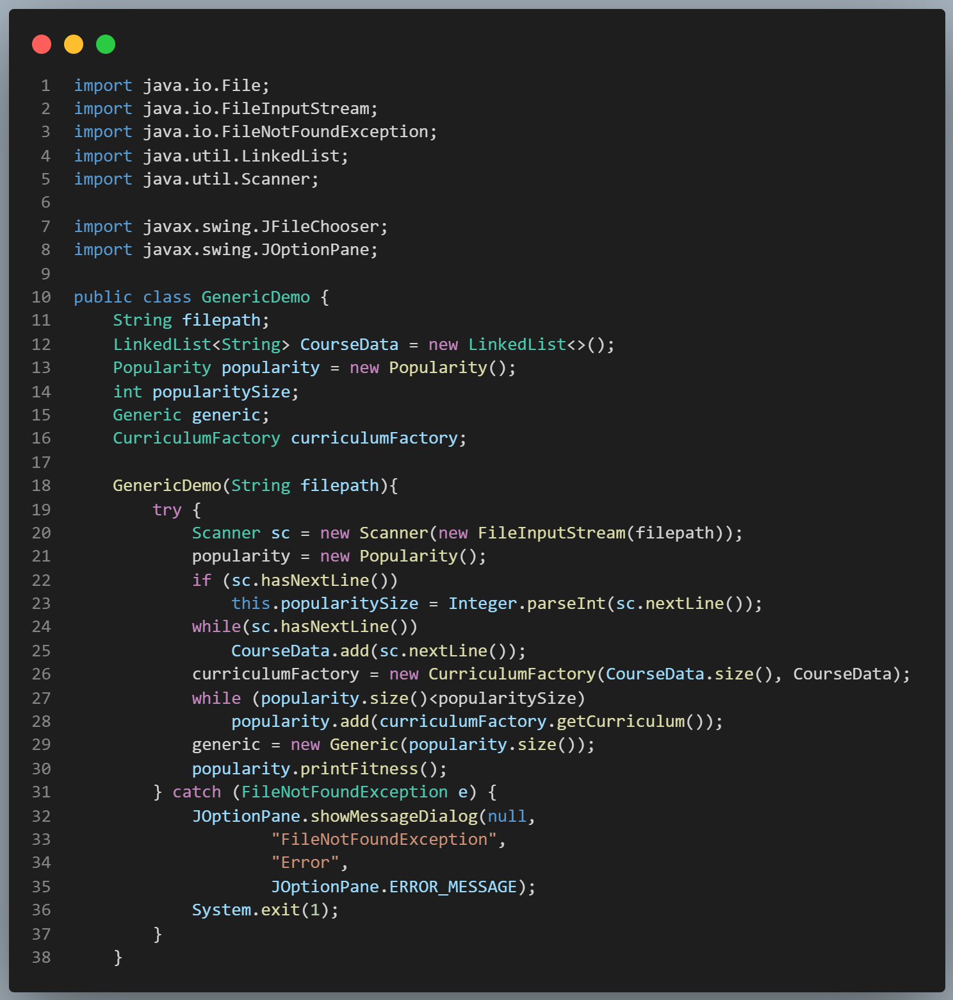 1 import java.io.File;
2 import java.io.FileInputStream;
3 import java.io.FileNotFoundException;
4 import java.util.LinkedList;
5 import java.util.Scanner;
6
7 import javax.swing.JFileChooser;
8 import javax.swing.JOptionPane;
9
10 public class GenericDemo {
11     String filepath;
12     LinkedList<String> CourseData = new LinkedList<>();
13     Popularity popularity = new Popularity();
14     int popularitySize;
15     Generic generic;
16     CurriculumFactory curriculumFactory;
17
18     GenericDemo(String filepath){
19         try {
20             Scanner sc = new Scanner(new FileInputStream(filepath));
21             popularity = new Popularity();
22             if (sc.hasNextLine())
23                 this.popularitySize = Integer.parseInt(sc.nextLine());
24             while(sc.hasNextLine())
25                 CourseData.add(sc.nextLine());
26             curriculumFactory = new CurriculumFactory(CourseData.size(), CourseData);
27             while (popularity.size()<popularitySize)
28                 popularity.add(curriculumFactory.getCurriculum());
29             generic = new Generic(popularity.size());
30             popularity.printFitness();
31         } catch (FileNotFoundException e) {
32             JOptionPane.showMessageDialog(null,
33                     "FileNotFoundException",
34                     "Error",
35                     JOptionPane.ERROR_MESSAGE);
36             System.exit(1);
37         }
38     }